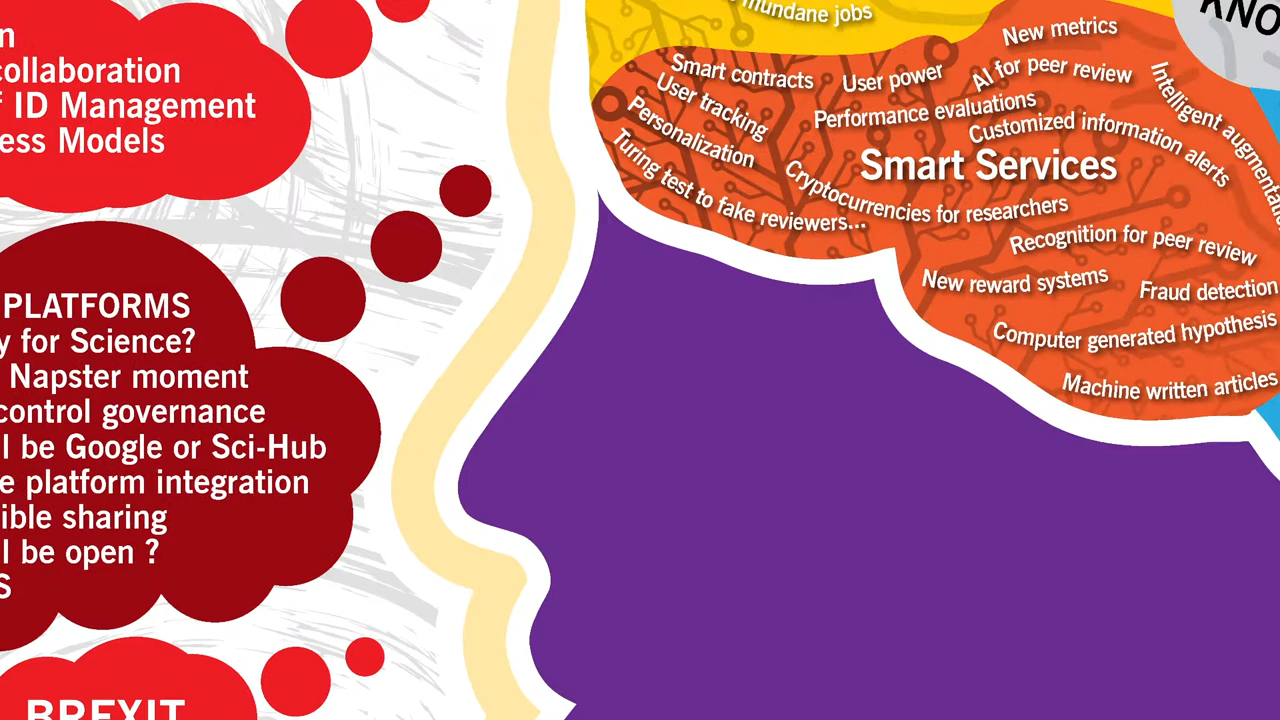 n
collaboration
f ID Management
ess Models
PLATFORMS
y for Science?
Napster moment
control governance
l be Google or Sci-Hub
e platform integration
ible sharing
l be open ?
S
BREXIT
mundane jobs
KNO
New metrics
Smart contracts
User power
AI for peer review
Intelligent augmentation
User tracking
Performance evaluations
Personalization
Customized information alerts
Smart Services
Turing test to fake reviewers...
Cryptocurrencies for researchers
Recognition for peer review
New reward systems
Fraud detection
Computer generated hypothesis
Machine written articles